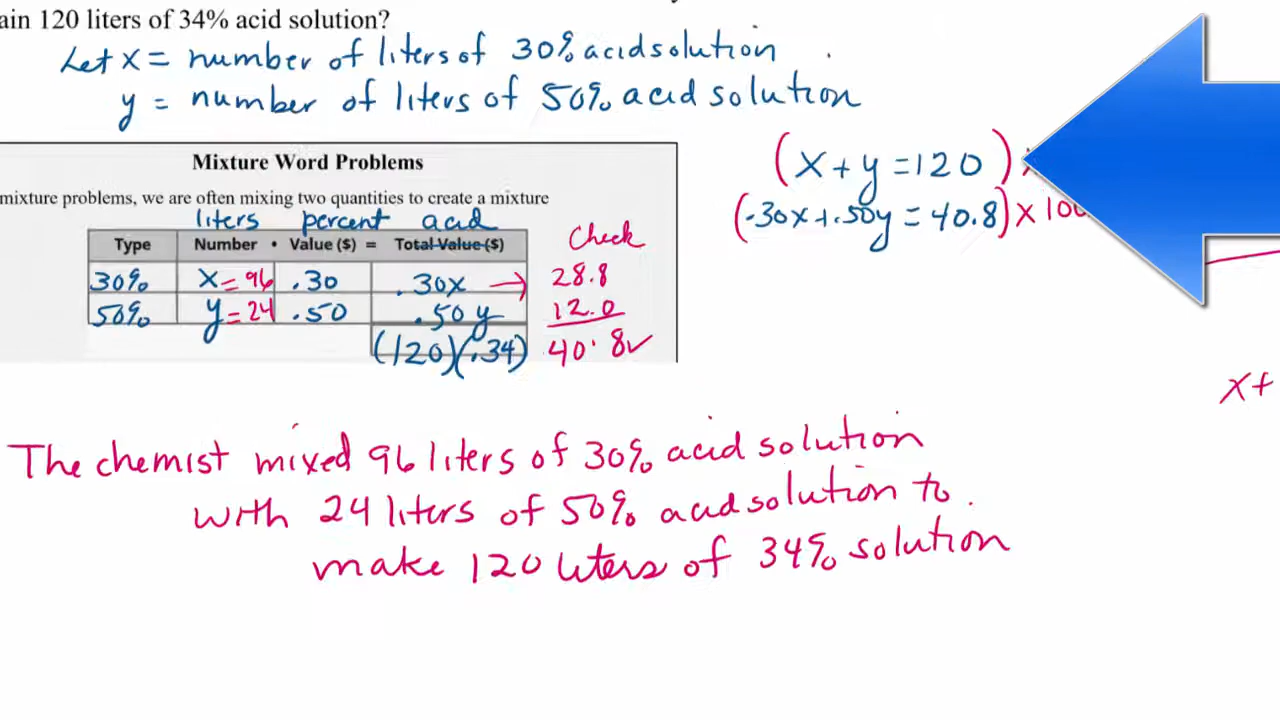 ain 120 liters of 34% acid solution?
Let x = number of liters of 30% acid solution
y = number of liters of 50% acid solution
Mixture Word Problems
mixture problems, we are often mixing two quantities to create a mixture
liters percent acid
Type Number • Value ($) = Total Value ($)
30% x = 96 .30 .30x →
50% y = 24 .50 .50y
(120)(.34)
Check
28.8
12.0
40.8✓
(x + y = 120) ×
(.30x + .50y = 40.8) × 100
x+
The chemist mixed 96 liters of 30% acid solution
with 24 liters of 50% acid solution to
make 120 liters of 34% solution